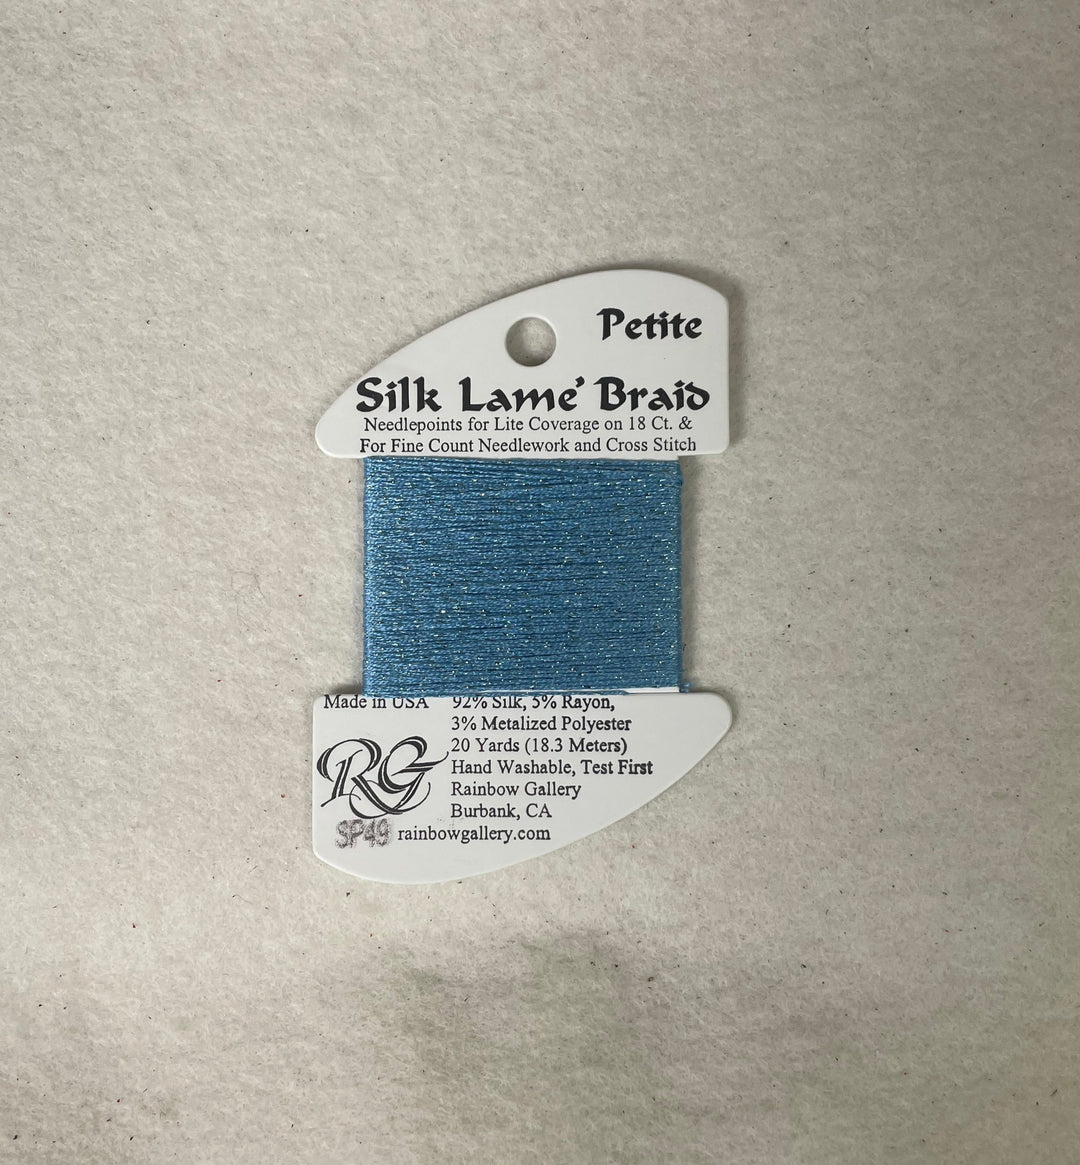 Petite
Silk Lame' Braid
Needlepoints for Lite Coverage on 18 Ct. &
For Fine Count Needlework and Cross Stitch
Made in USA
92% Silk, 5% Rayon,
3% Metalized Polyester
20 Yards (18.3 Meters)
Hand Washable, Test First
Rainbow Gallery
Burbank, CA
rainbowgallery.com
RG
SP49